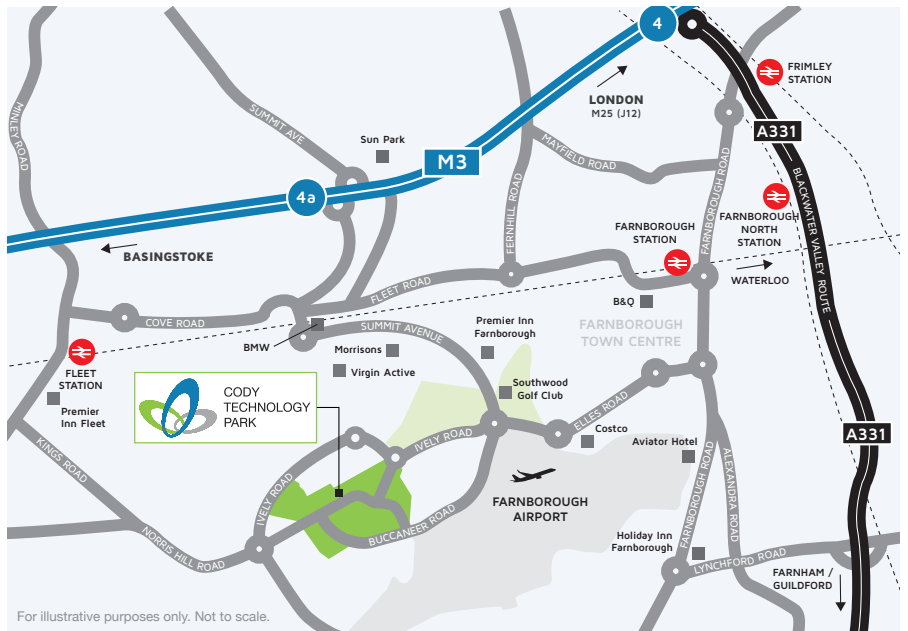 4
FRIMLEY
STATION
LONDON
M25 (J12)
SUMMIT AVE
MINLEY ROAD
A331
Sun Park
MAYFIELD ROAD
M3
FARNBOROUGH ROAD
BLACKWATER VALLEY ROUTE
4a
FERNHILL ROAD
FARNBOROUGH
STATION
FARNBOROUGH
NORTH
STATION
BASINGSTOKE
WATERLOO
FLEET ROAD
B&Q
COVE ROAD
SUMMIT AVENUE
Premier Inn
Farnborough
FARNBOROUGH
TOWN CENTRE
BMW
Morrisons
Virgin Active
FLEET
STATION
Premier
Inn Fleet
CODY
TECHNOLOGY
PARK
Southwood
Golf Club
ELLES ROAD
Costco
IVELY ROAD
Aviator Hotel
A331
KINGS ROAD
IVELY ROAD
FARNBOROUGH
AIRPORT
FARNBOROUGH ROAD
ALEXANDRA ROAD
BUCCANEER ROAD
NORRIS HILL ROAD
Holiday Inn
Farnborough
LYNCHFORD ROAD
FARNHAM /
GUILDFORD
For illustrative purposes only. Not to scale.